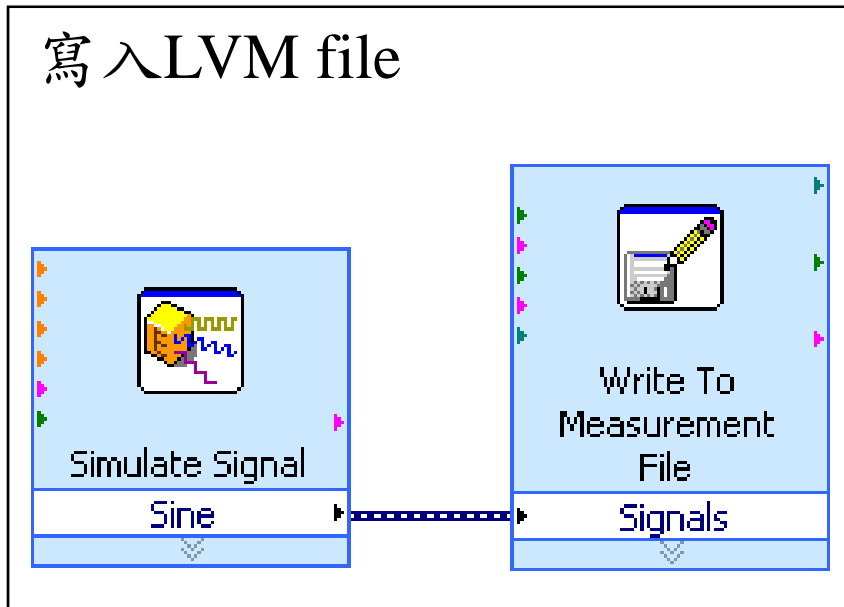 寫入LVM file
Simulate Signal
Sine
Write To
Measurement
File
Signals